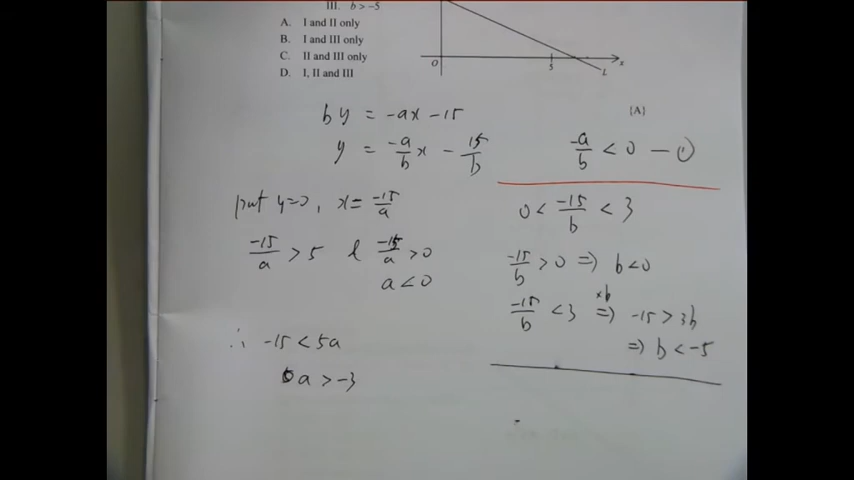 III. b > -5
A. I and II only
B. I and III only
C. II and III only
D. I, II and III
O
5
x
L
[A]
by = -ax - 15
y = -a/b x - 15/b
put y=0, x = -15/a
-15/a > 5 & -15/a > 0
a < 0
∴ -15 < 5a
a > -3
-a/b < 0 — ①
0 < -15/b < 3
-15/b > 0 ⇒ b < 0
×b
-15/b < 3 ⇒ -15 > 3b
⇒ b < -5